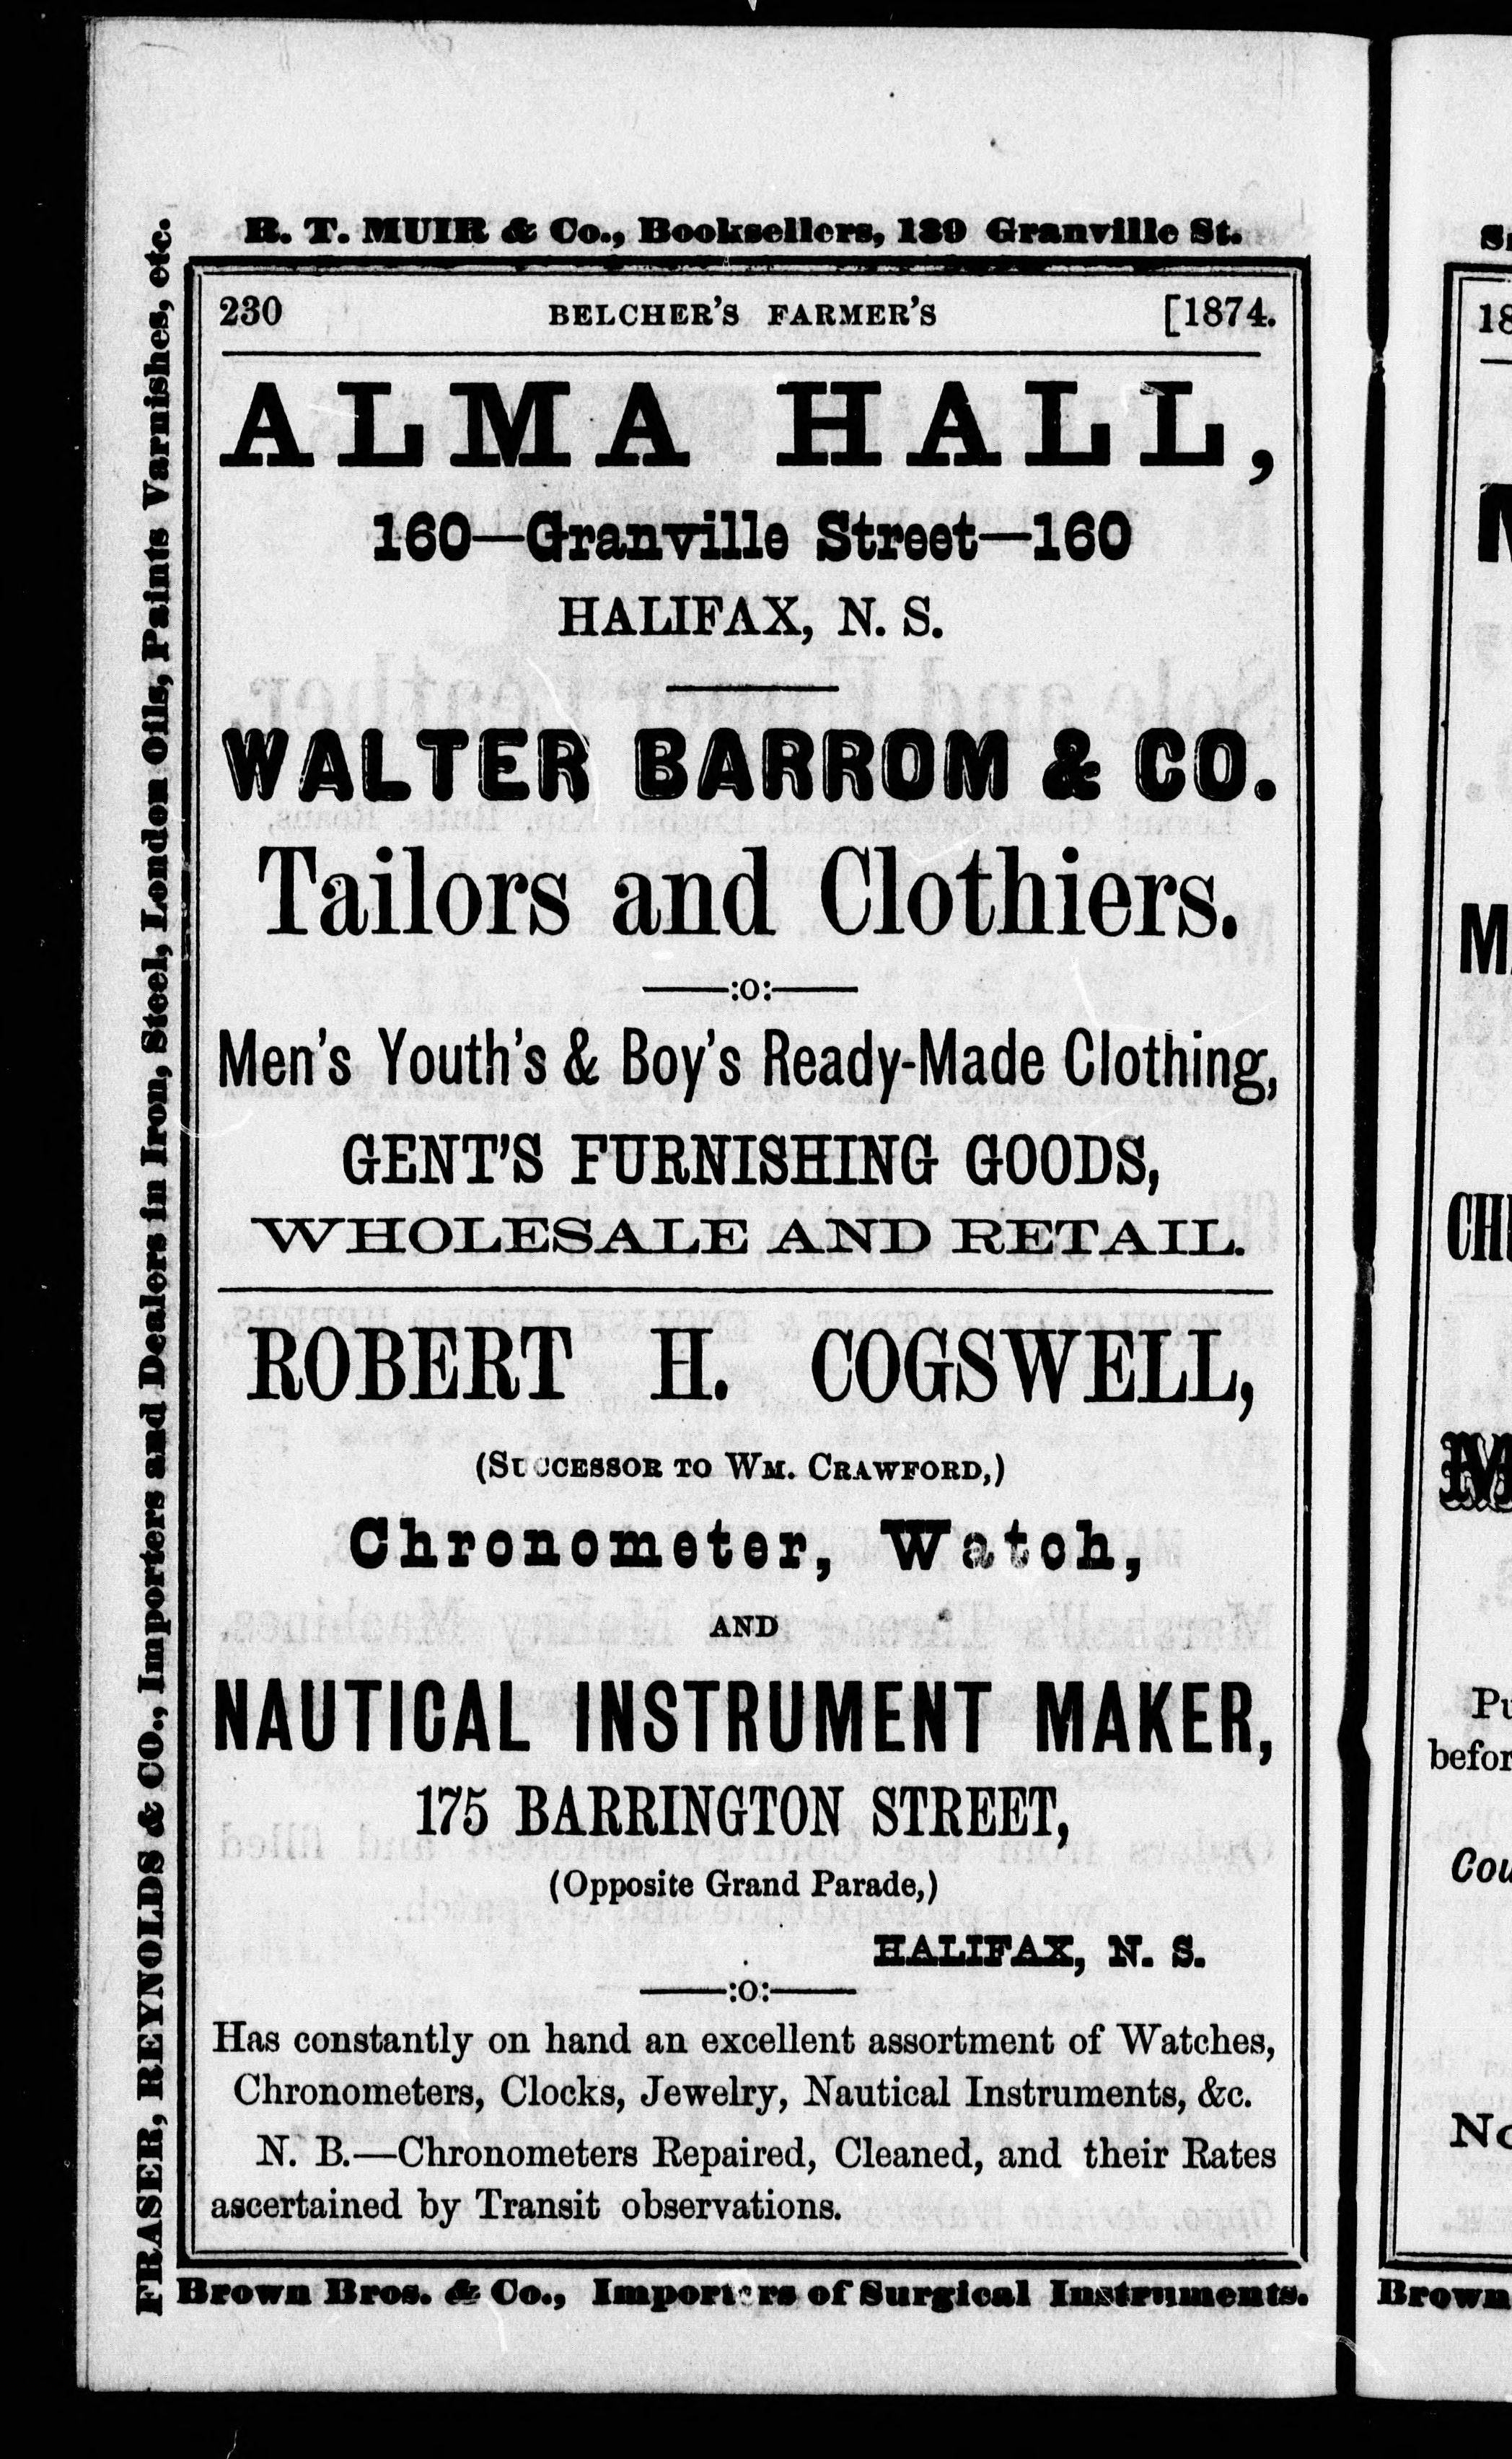 R. T. MUIR & Co., Booksellers, 139 Granville St.
FRASER, REYNOLDS & CO., Importers and Dealers in Iron, Steel, London Oils, Paints Varnishes, etc.
230 BELCHER'S FARMER'S [1874.
ALMA HALL,
160—Granville Street—160
HALIFAX, N. S.
WALTER BARROM & CO.
Tailors and Clothiers.
:o:
Men's Youth's & Boy's Ready-Made Clothing,
GENT'S FURNISHING GOODS,
WHOLESALE AND RETAIL.
ROBERT H. COGSWELL,
(SUCCESSOR TO WM. CRAWFORD,)
Chronometer, Watch,
AND
NAUTICAL INSTRUMENT MAKER,
175 BARRINGTON STREET,
(Opposite Grand Parade,)
HALIFAX, N. S.
:o:
Has constantly on hand an excellent assortment of Watches,
Chronometers, Clocks, Jewelry, Nautical Instruments, &c.
N. B.—Chronometers Repaired, Cleaned, and their Rates
ascertained by Transit observations.
Brown Bros. & Co., Importers of Surgical Instruments.
Brown